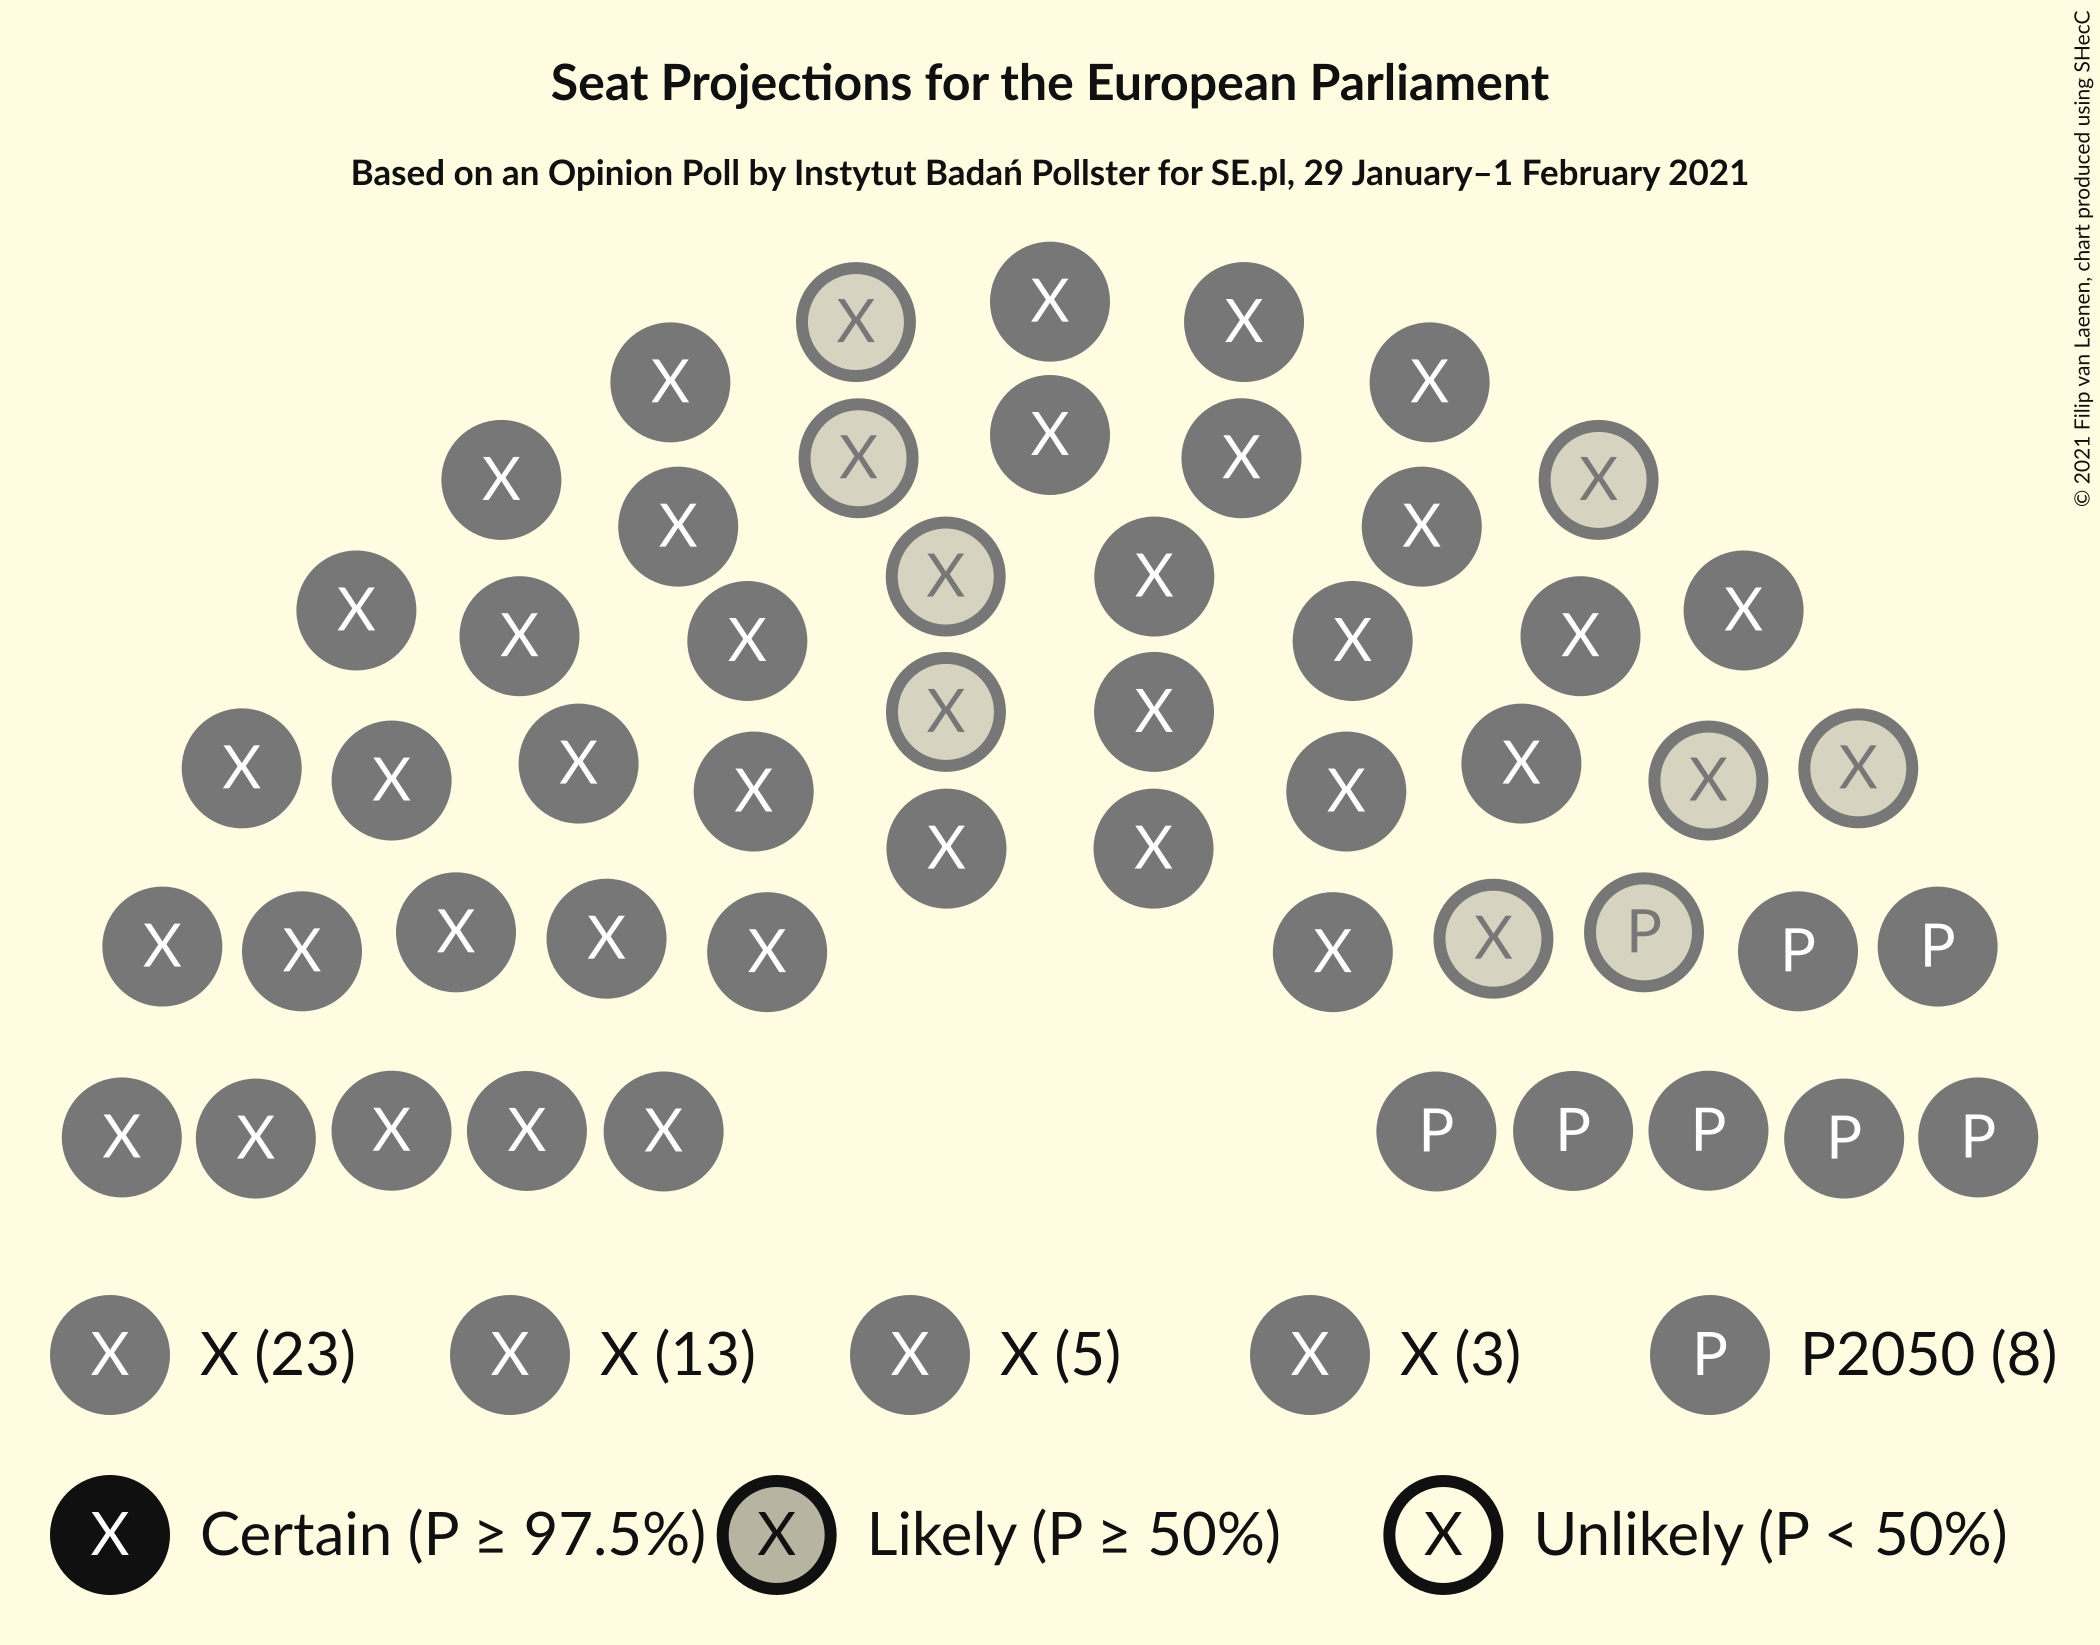 Seat Projections for the European Parliament
Based on an Opinion Poll by Instytut Badań Pollster for SE.pl, 29 January–1 February 2021
© 2021 Filip van Laenen, chart produced using SHecC
X
X X
X X
X
X X
X X
X X
X X
X X
X X
X X X X
X X
X X
X X X X
X X X X
X X
X X X X X X X P P P
X X X X X P P P P P
X X (23) X X (13) X X (5) X X (3) P P2050 (8)
X Certain (P ≥ 97.5%) X Likely (P ≥ 50%) X Unlikely (P < 50%)